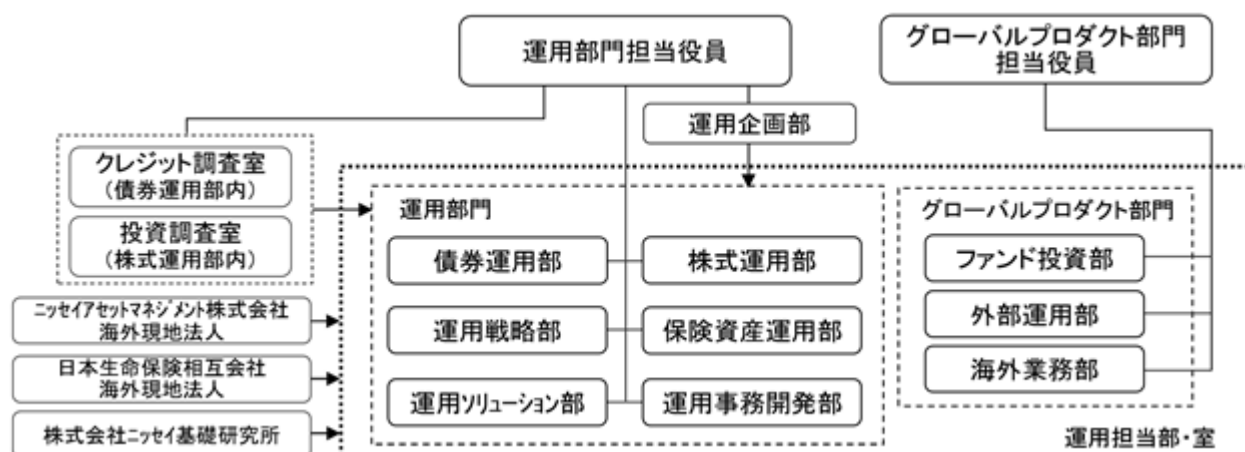 運用部門担当役員
グローバルプロダクト部門
担当役員
運用企画部
クレジット調査室
(債券運用部内)
投資調査室
(株式運用部内)
運用部門
債券運用部
株式運用部
運用戦略部
保険資産運用部
運用ソリューション部
運用事務開発部
グローバルプロダクト部門
ファンド投資部
外部運用部
海外業務部
ニッセイアセットマネジメント株式会社
海外現地法人
日本生命保険相互会社
海外現地法人
株式会社ニッセイ基礎研究所
運用担当部・室